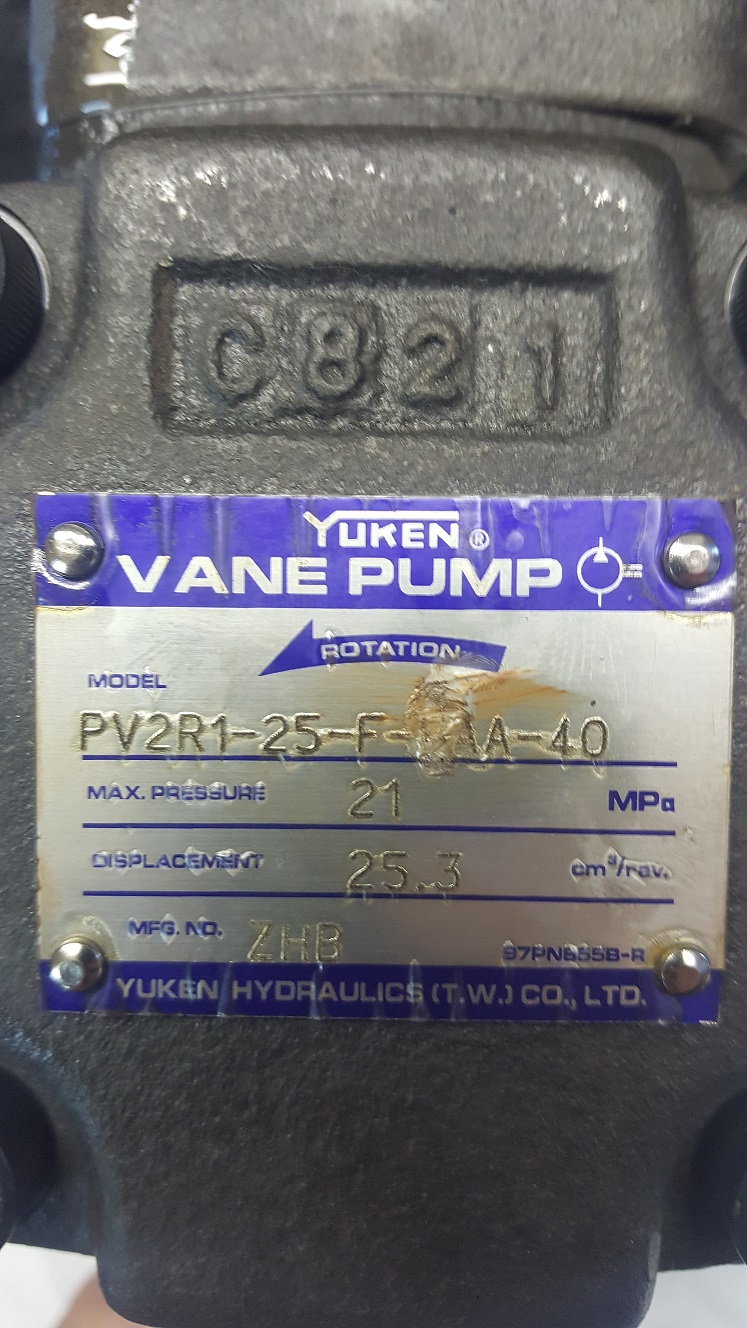 C821
YUKEN®
VANE PUMP
ROTATION
MODEL
MAX. PRESSURE 21 MPa
DISPLACEMENT 25.3 cm³/rev.
MFG. NO. ZHB
YUKEN HYDRAULICS (T.W.) CO., LTD.